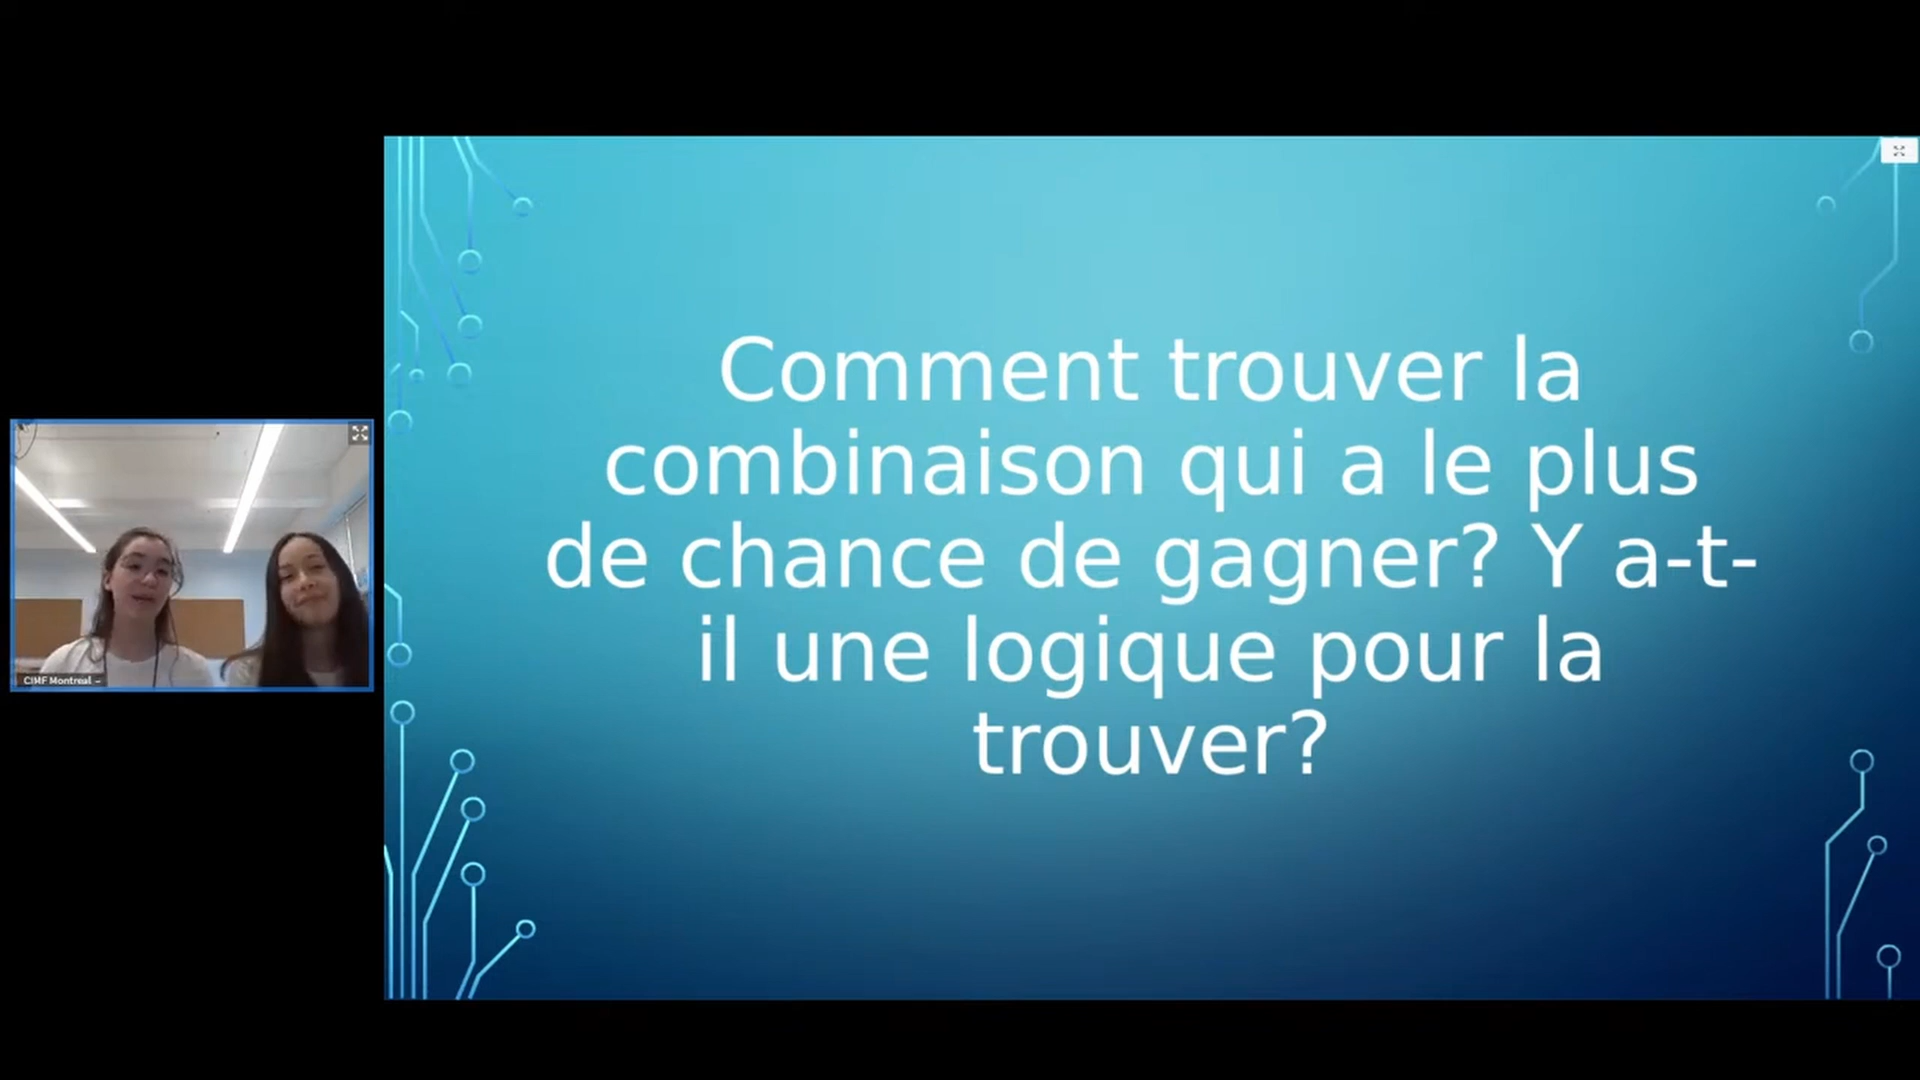 Comment trouver la
combinaison qui a le plus
de chance de gagner? Y a-t-
il une logique pour la
trouver?
CIMF Montreal –